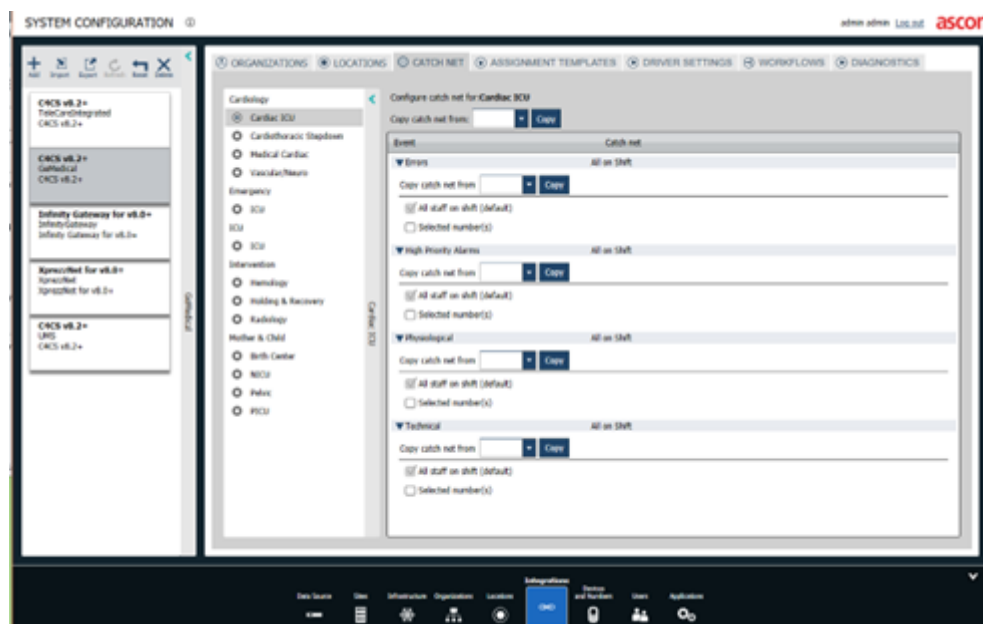 SYSTEM CONFIGURATION
admin admin Log out ascom
Add Import Export Refresh Reset Delete
C4CS v8.2+
TeleCareIntegrated
C4CS v8.2+
C4CS v8.2+
GeMedical
C4CS v8.2+
Infinity Gateway for v8.0+
InfinityGateway
Infinity Gateway for v8.0+
XprezzNet for v8.0+
XprezzNet
XprezzNet for v8.0+
C4CS v8.2+
UMS
C4CS v8.2+
GeMedical
ORGANIZATIONS LOCATIONS CATCH NET ASSIGNMENT TEMPLATES DRIVER SETTINGS WORKFLOWS DIAGNOSTICS
Cardiology
Cardiac ICU
Cardiothoracic Stepdown
Medical Cardiac
Vascular/Neuro
Emergency
ICU
ICU
ICU
Intervention
Hemology
Holding & Recovery
Radiology
Mother & Child
Birth Center
NICU
Pelvic
PICU
Cardiac ICU
Configure catch net for:Cardiac ICU
Copy catch net from: Copy
Event Catch net
Errors All on Shift
Copy catch net from Copy
All staff on shift (default)
Selected number(s)
High Priority Alarms All on Shift
Copy catch net from Copy
All staff on shift (default)
Selected number(s)
Physiological All on Shift
Copy catch net from Copy
All staff on shift (default)
Selected number(s)
Technical All on Shift
Copy catch net from Copy
All staff on shift (default)
Selected number(s)
Data Source Sites Infrastructure Organizations Locations Integrations Devices and Numbers Users Applications